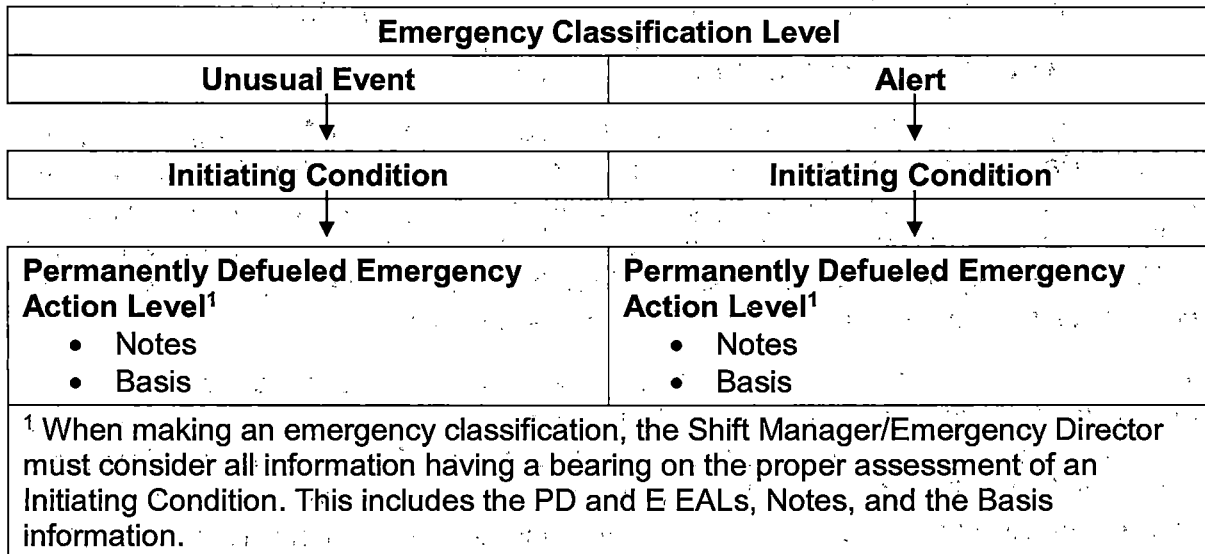 Emergency Classification Level
Unusual Event Alert
Initiating Condition Initiating Condition
Permanently Defueled Emergency Permanently Defueled Emergency
Action Level¹ Action Level¹
• Notes • Notes
• Basis • Basis
¹ When making an emergency classification, the Shift Manager/Emergency Director
must consider all information having a bearing on the proper assessment of an
Initiating Condition. This includes the PD and E EALs, Notes, and the Basis
information.